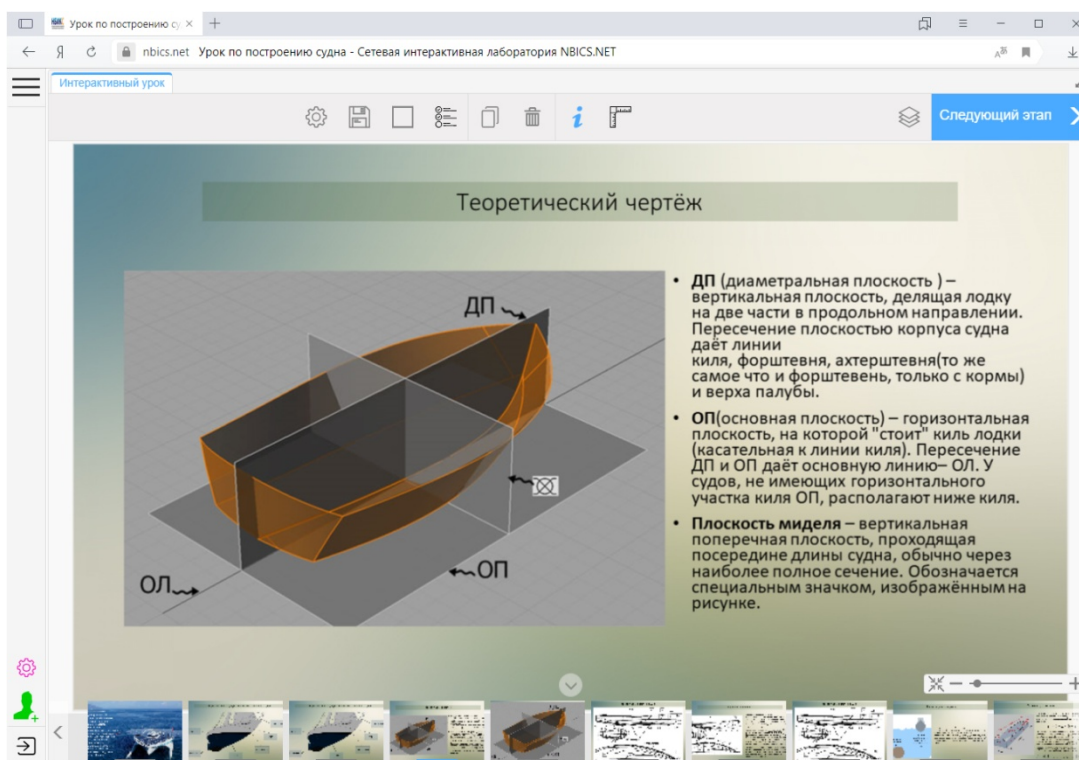 Урок по построению су
nbics.net Урок по построению судна - Сетевая интерактивная лаборатория NBICS.NET
Интерактивный урок
Следующий этап
Теоретический чертёж
ДП
ОЛ
ОП
• ДП (диаметральная плоскость ) –
вертикальная плоскость, делящая лодку
на две части в продольном направлении.
Пересечение плоскостью корпуса судна
даёт линии
киля, форштевня, ахтерштевня(то же
самое что и форштевень, только с кормы)
и верха палубы.
• ОП(основная плоскость) – горизонтальная
плоскость, на которой "стоит" киль лодки
(касательная к линии киля). Пересечение
ДП и ОП даёт основную линию– ОЛ. У
судов, не имеющих горизонтального
участка киля ОП, располагают ниже киля.
• Плоскость миделя – вертикальная
поперечная плоскость, проходящая
посередине длины судна, обычно через
наиболее полное сечение. Обозначается
специальным значком, изображённым на
рисунке.